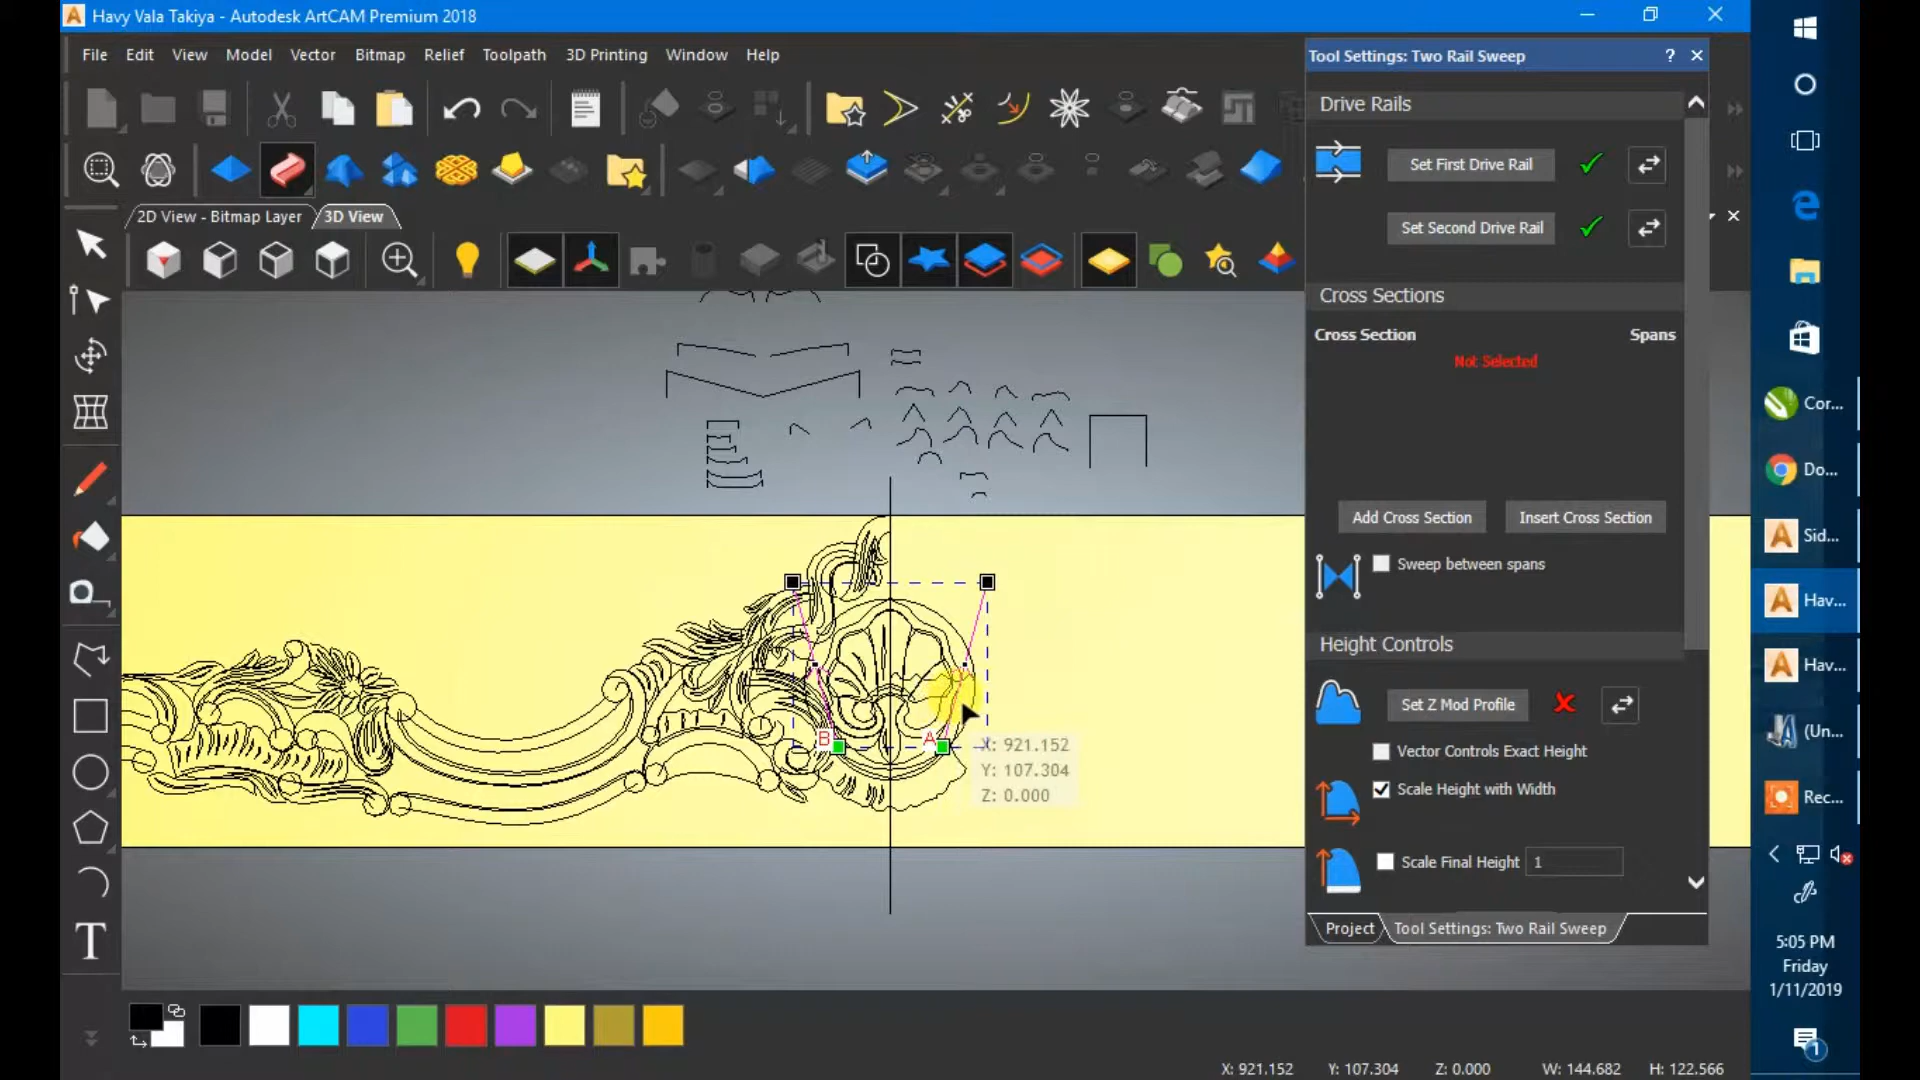 Havy Vala Takiya - Autodesk ArtCAM Premium 2018
File Edit View Model Vector Bitmap Relief Toolpath 3D Printing Window Help
2D View - Bitmap Layer 3D View
Tool Settings: Two Rail Sweep ?
Drive Rails
Set First Drive Rail
Set Second Drive Rail
Cross Sections
Cross Section Spans
Not Selected
Add Cross Section Insert Cross Section
Sweep between spans
Height Controls
Set Z Mod Profile
Vector Controls Exact Height
Scale Height with Width
Scale Final Height 1
Project Tool Settings: Two Rail Sweep
B A
X: 921.152
Y: 107.304
Z: 0.000
T
X: 921.152 Y: 107.304 Z: 0.000 W: 144.682 H: 122.566
Cor...
Do...
Sid...
Hav...
Hav...
(Un...
Rec...
5:05 PM
Friday
1/11/2019
1